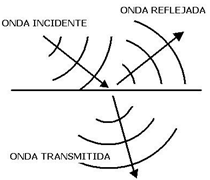 ONDA REFLEJADA
ONDA INCIDENTE
ONDA TRANSMITIDA